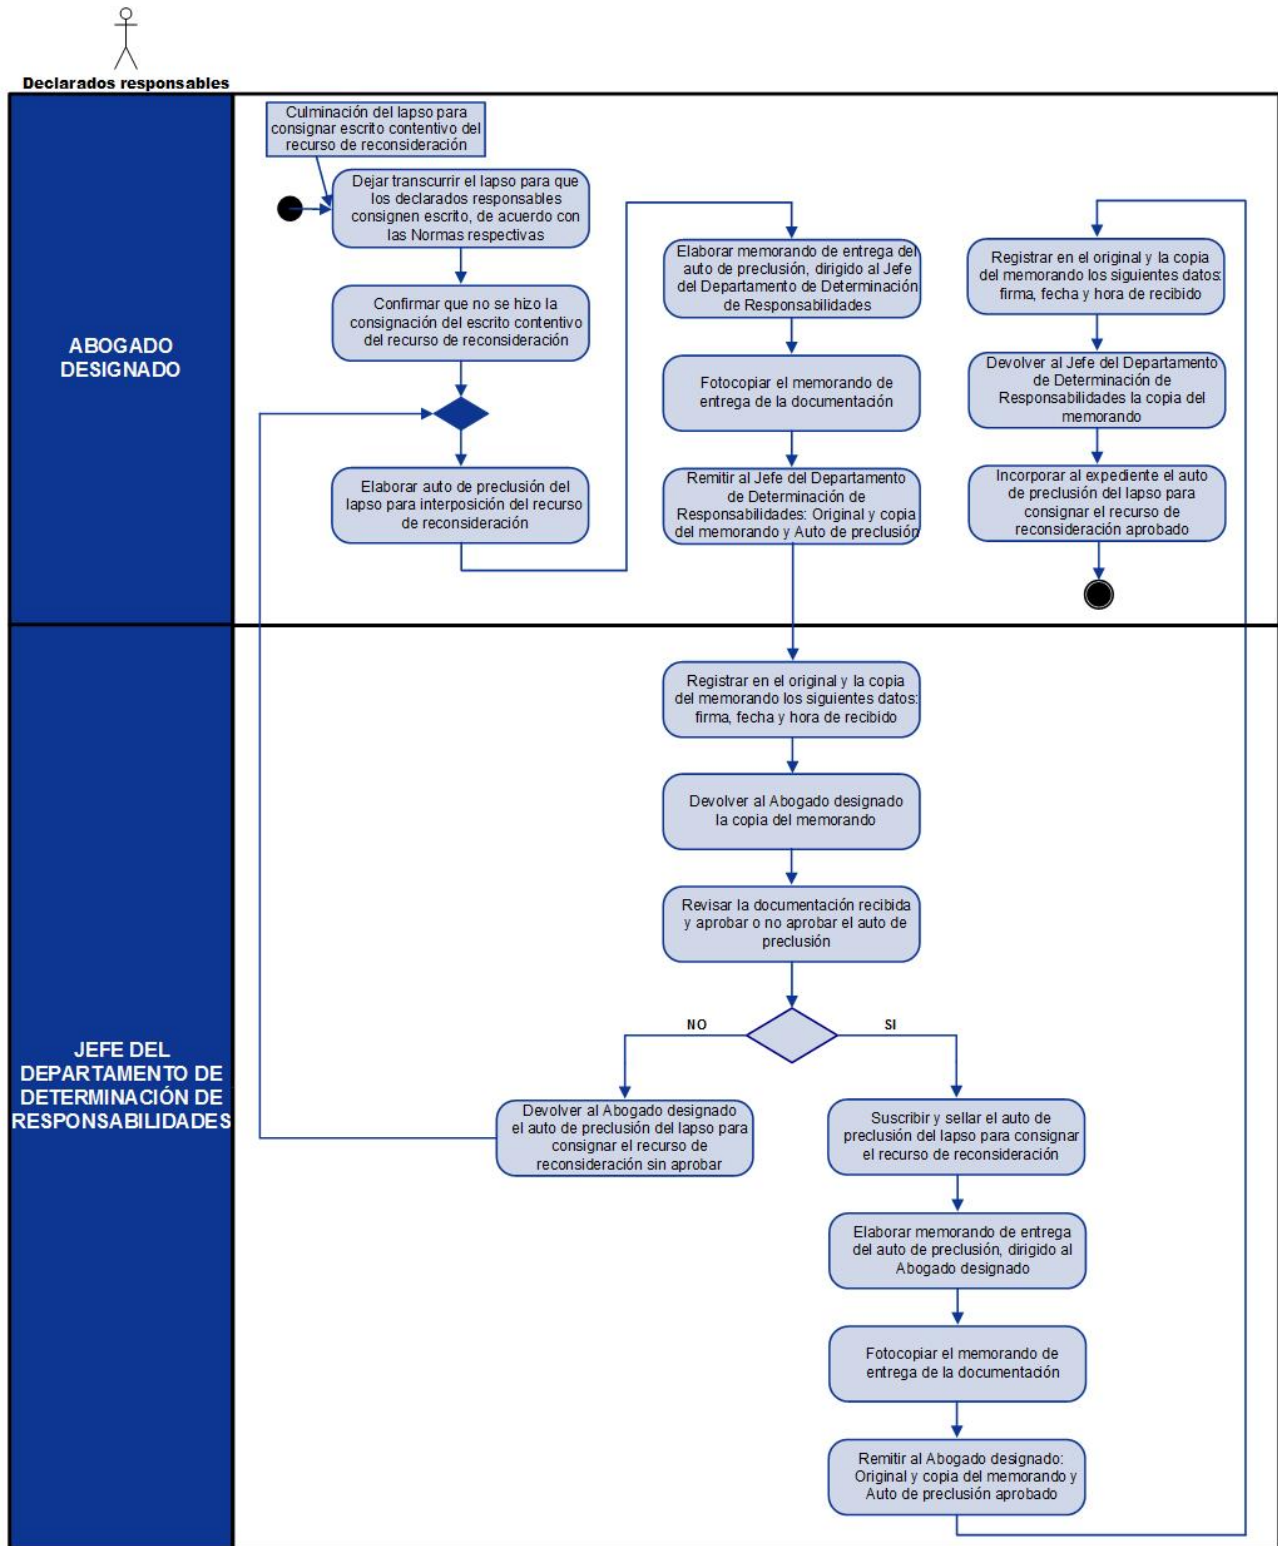 Declarados responsables
ABOGADO
DESIGNADO
Culminación del lapso para
consignar escrito contentivo del
recurso de reconsideración
Dejar transcurrir el lapso para que
los declarados responsables
consignen escrito, de acuerdo con
las Normas respectivas
Confirmar que no se hizo la
consignación del escrito contentivo
del recurso de reconsideración
Elaborar auto de preclusión del
lapso para interposición del recurso
de reconsideración
Elaborar memorando de entrega del
auto de preclusión, dirigido al Jefe
del Departamento de Determinación
de Responsabilidades
Fotocopiar el memorando de
entrega de la documentación
Remitir al Jefe del Departamento
de Determinación de
Responsabilidades: Original y copia
del memorando y Auto de preclusión
Registrar en el original y la copia
del memorando los siguientes datos:
firma, fecha y hora de recibido
Devolver al Jefe del Departamento
de Determinación de
Responsabilidades la copia del
memorando
Incorporar al expediente el auto
de preclusión del lapso para
consignar el recurso de
reconsideración aprobado
JEFE DEL
DEPARTAMENTO DE
DETERMINACIÓN DE
RESPONSABILIDADES
Registrar en el original y la copia
del memorando los siguientes datos:
firma, fecha y hora de recibido
Devolver al Abogado designado
la copia del memorando
Revisar la documentación recibida
y aprobar o no aprobar el auto de
preclusión
NO
SI
Devolver al Abogado designado
el auto de preclusión del lapso para
consignar el recurso de
reconsideración sin aprobar
Suscribir y sellar el auto de
preclusión del lapso para consignar
el recurso de reconsideración
Elaborar memorando de entrega
del auto de preclusión, dirigido al
Abogado designado
Fotocopiar el memorando de
entrega de la documentación
Remitir al Abogado designado:
Original y copia del memorando y
Auto de preclusión aprobado